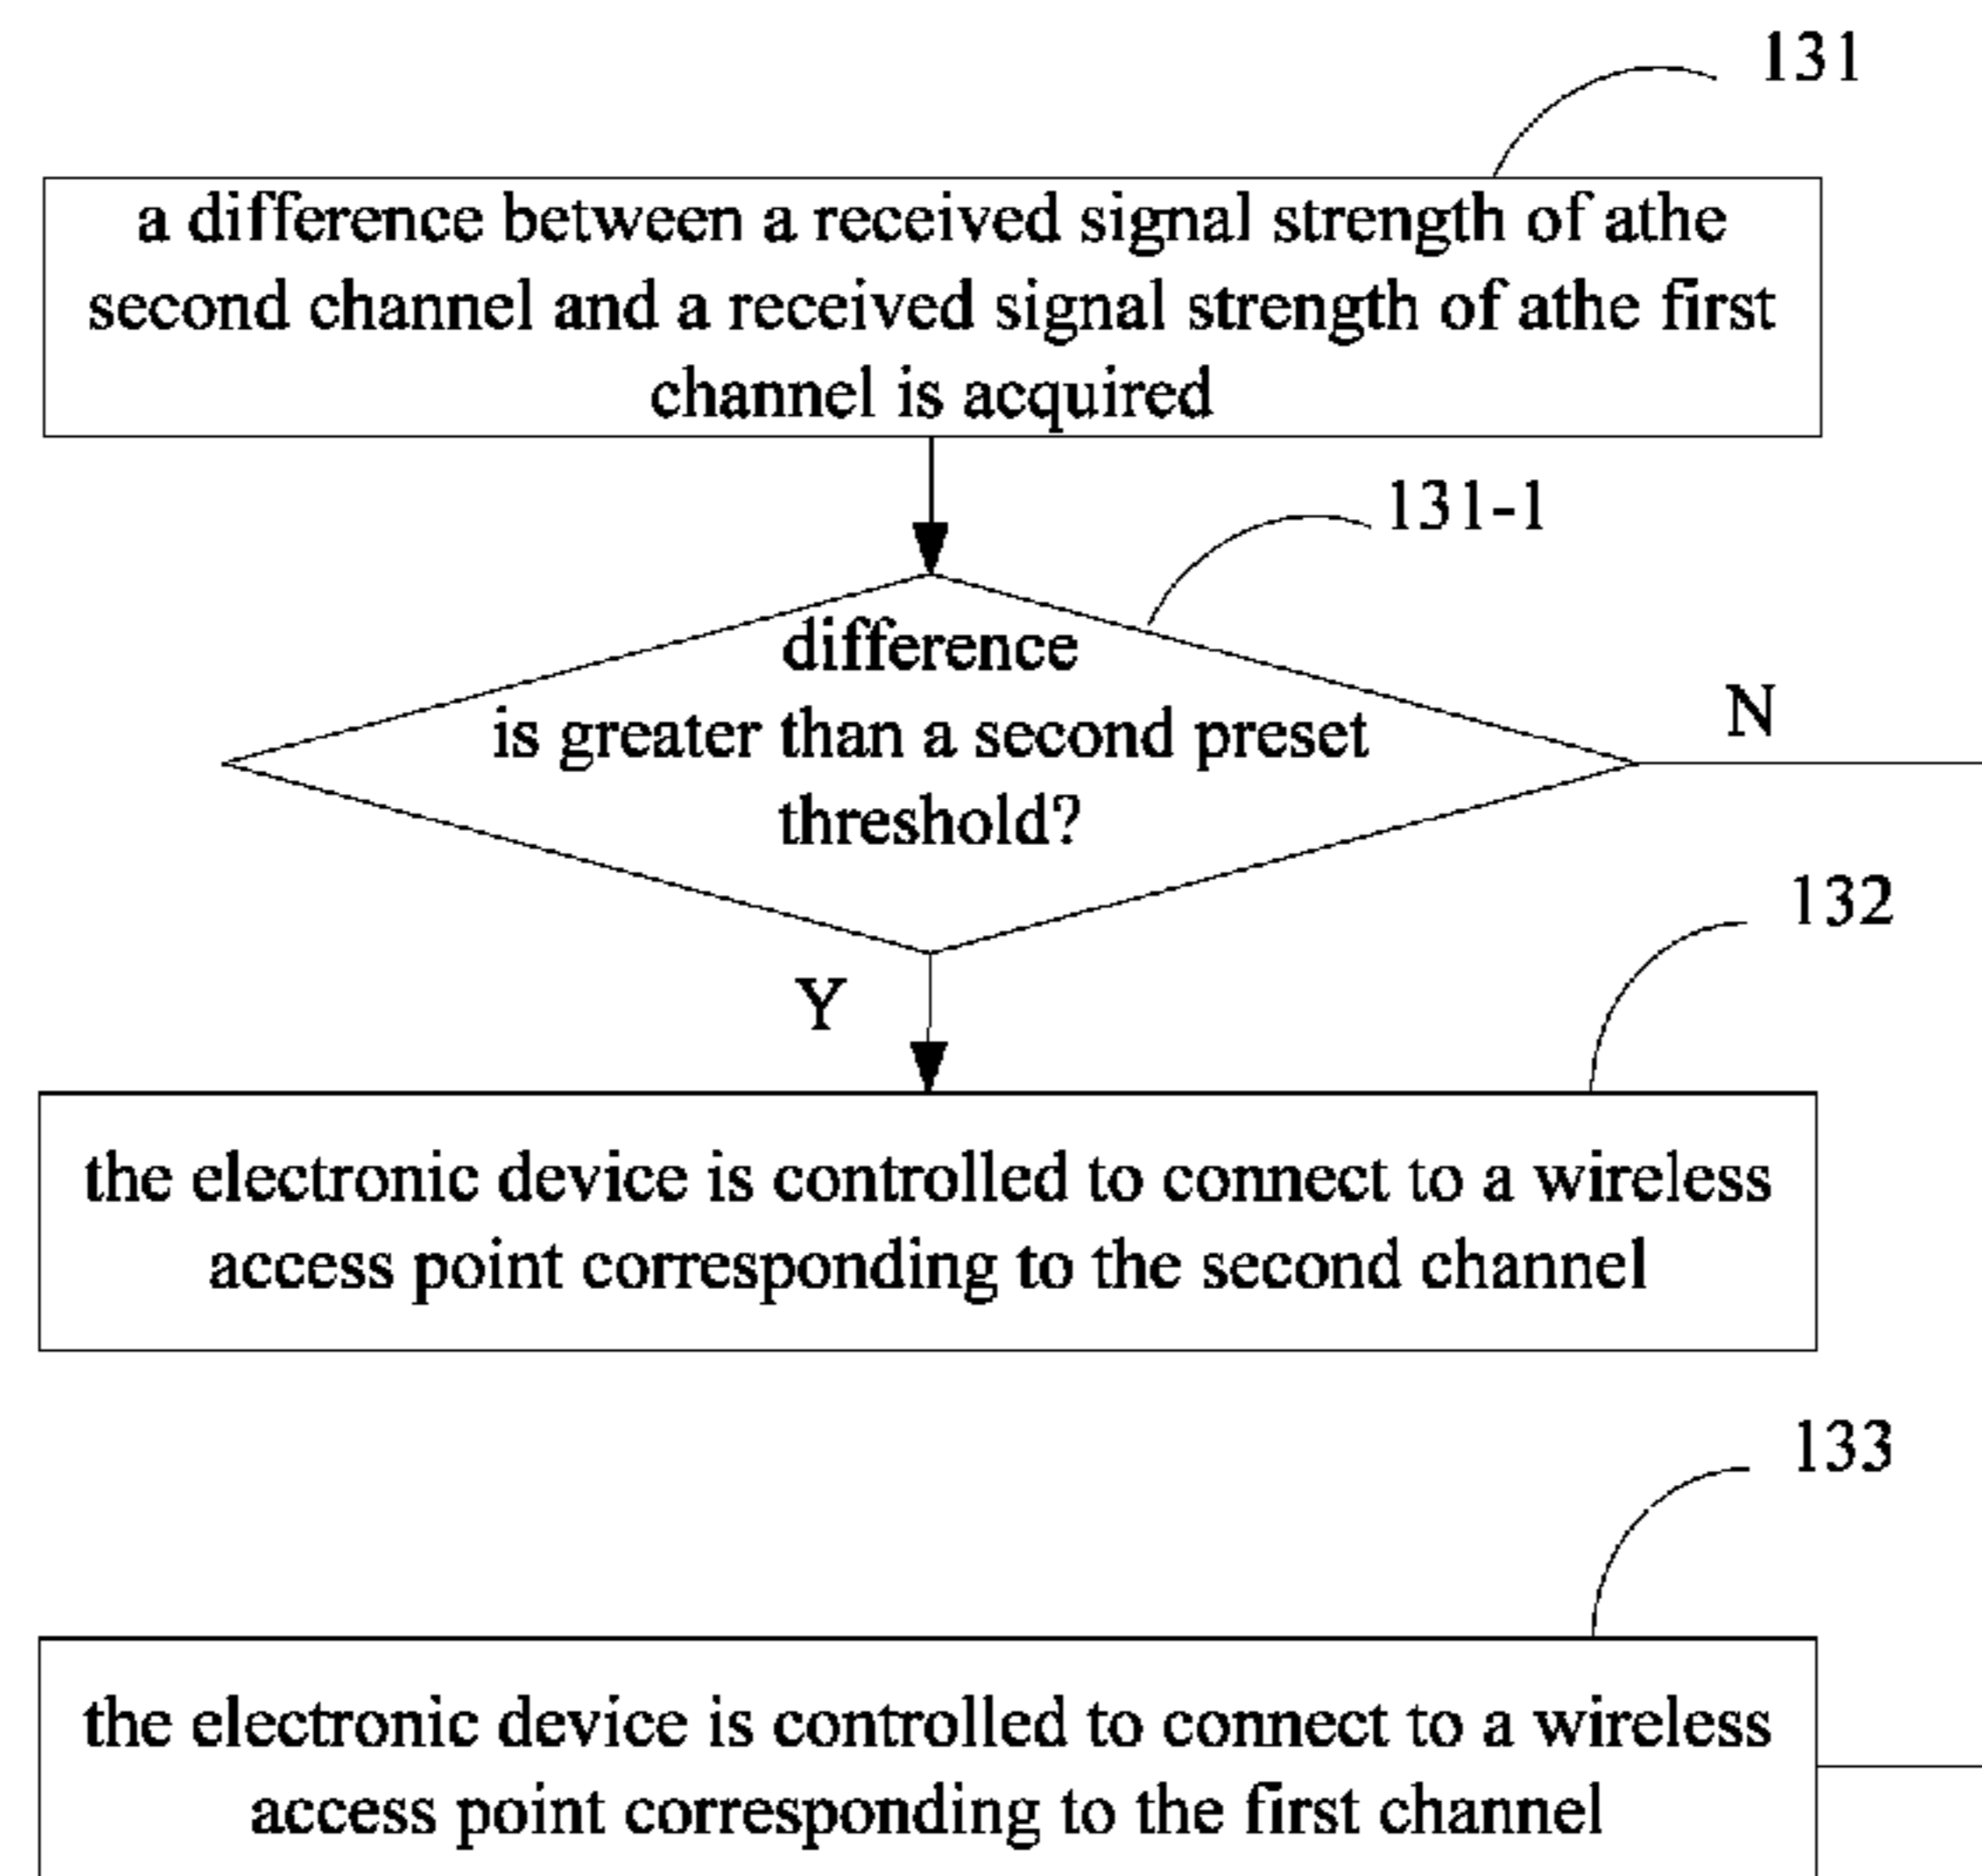 131
a difference between a received signal strength of athe
second channel and a received signal strength of athe first
channel is acquired
131-1
difference
is greater than a second preset
threshold?
N
132
Y
the electronic device is controlled to connect to a wireless
access point corresponding to the second channel
133
the electronic device is controlled to connect to a wireless
access point corresponding to the first channel